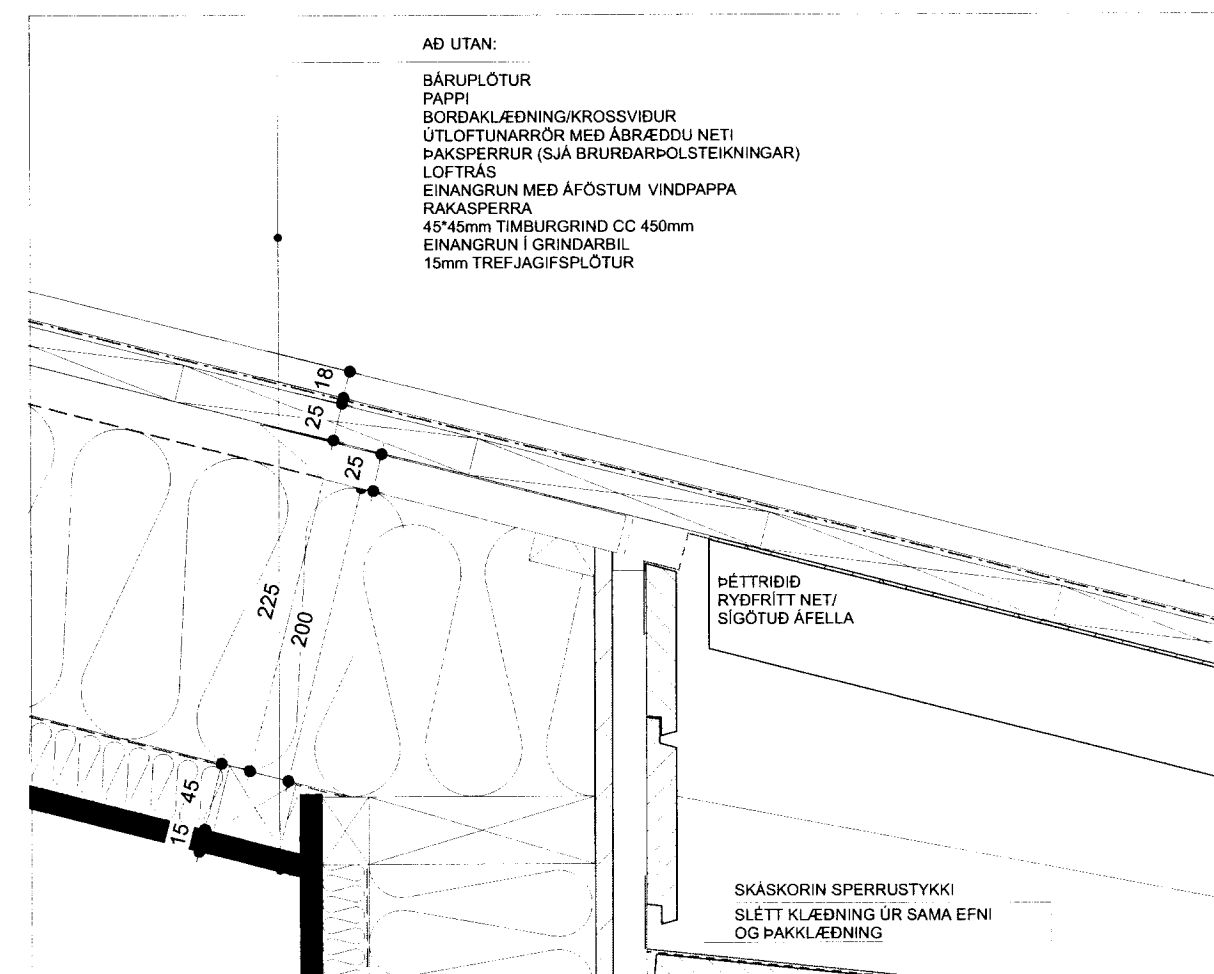 AÐ UTAN:
BÁRUPLÖTUR
PAPPI
BORÐAKLÆÐNING/KROSSVIÐUR
ÚTLOFTUNARRÖR MEÐ ÁBRÆDDU NETI
ÞAKSPERRUR (SJÁ BRURÐARÞOLSTEIKNINGAR)
LOFTRÁS
EINANGRUN MEÐ ÁFÖSTUM VINDPAPPA
RAKASPERRA
45*45mm TIMBURGRIND CC 450mm
EINANGRUN Í GRINDARBIL
15mm TREFJAGIFSPLÖTUR
18
25
25
225
200
45
15
ÞÉTTRIÐIÐ
RYÐFRÍTT NET/
SÍGÖTUÐ ÁFELLA
SKÁSKORIN SPERRUSTYKKI
SLÉTT KLÆÐNING ÚR SAMA EFNI
OG ÞAKKLÆÐNING